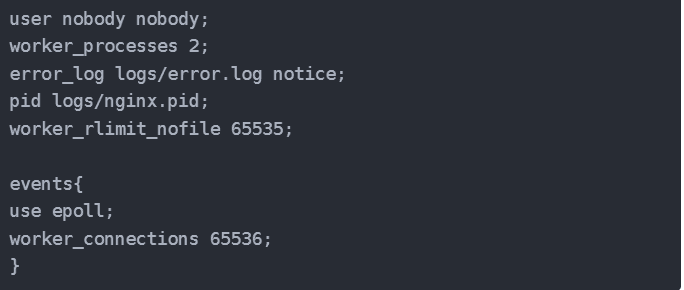 user nobody nobody;
worker_processes 2;
error_log logs/error.log notice;
pid logs/nginx.pid;
worker_rlimit_nofile 65535;

events{
use epoll;
worker_connections 65536;
}